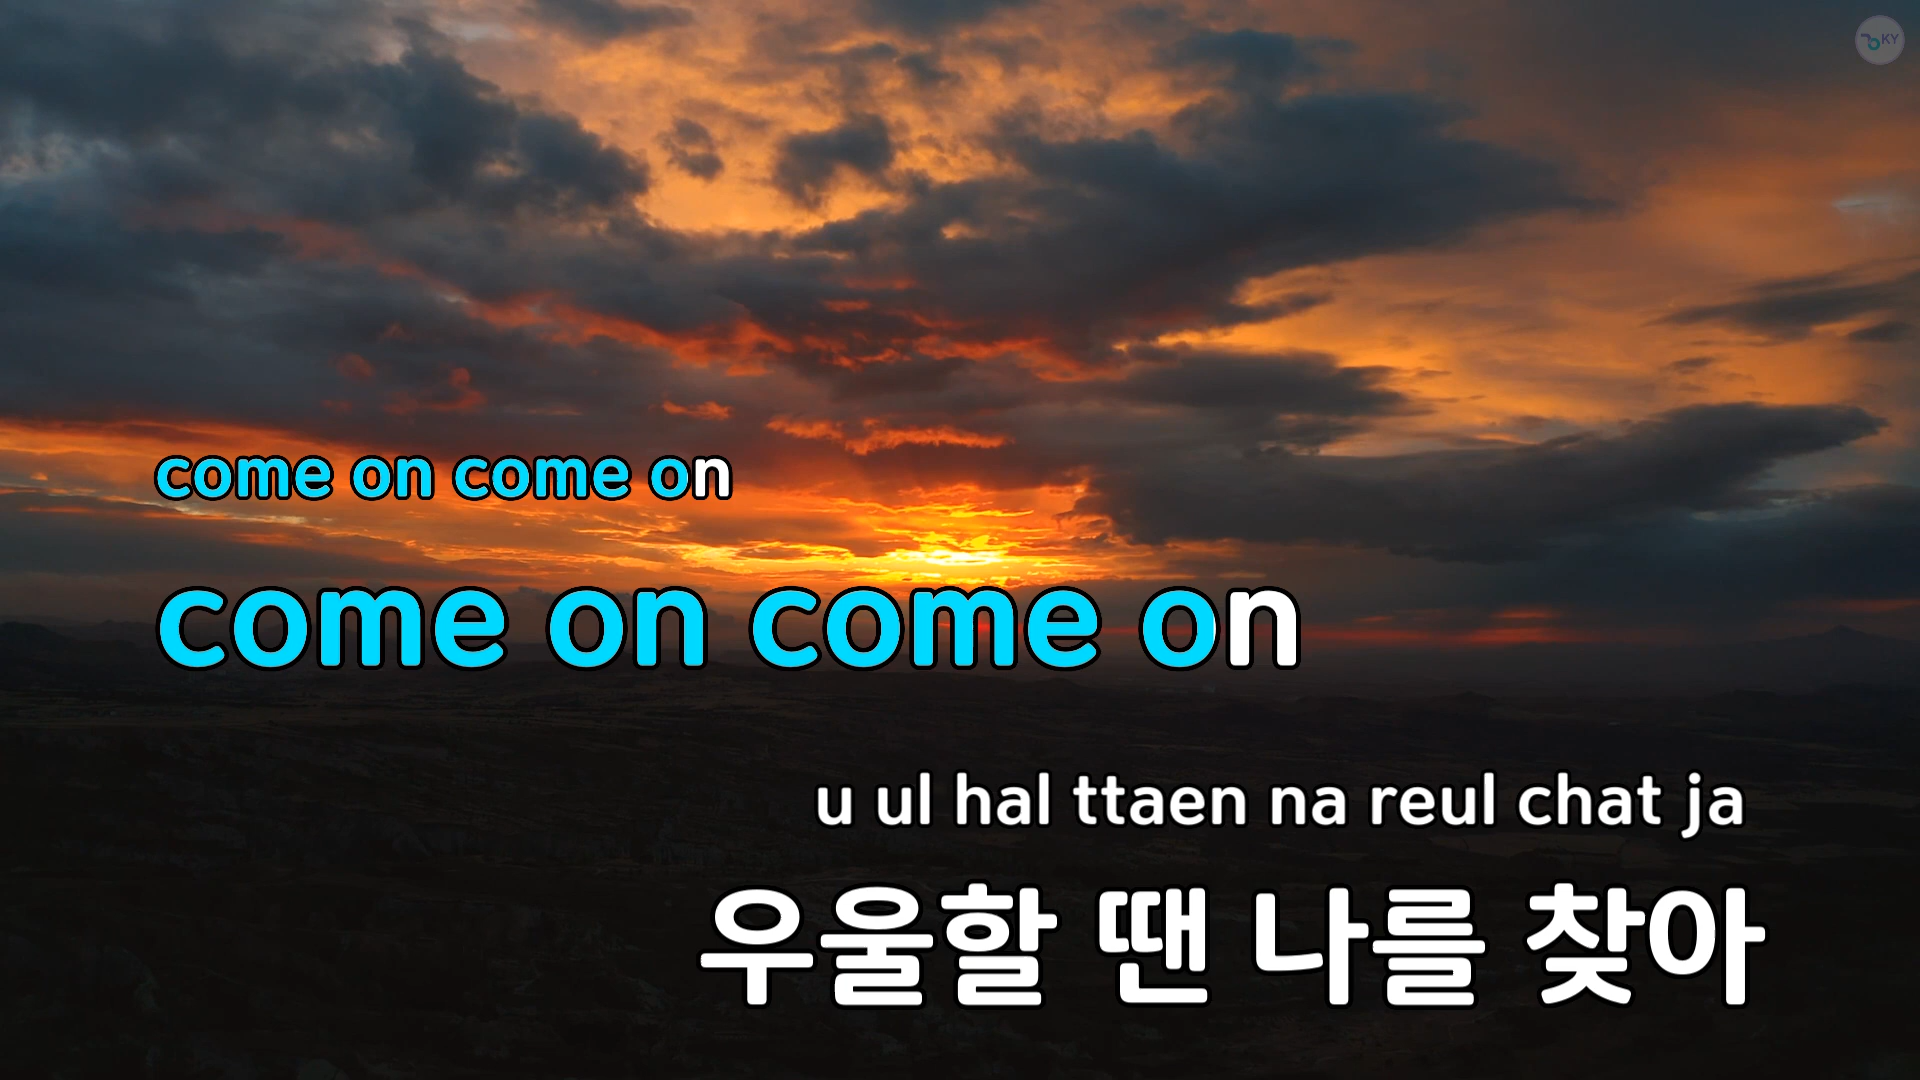 KY
come on come on
come on come on
u ul hal ttaen na reul chat ja
우울할 땐 나를 찾아